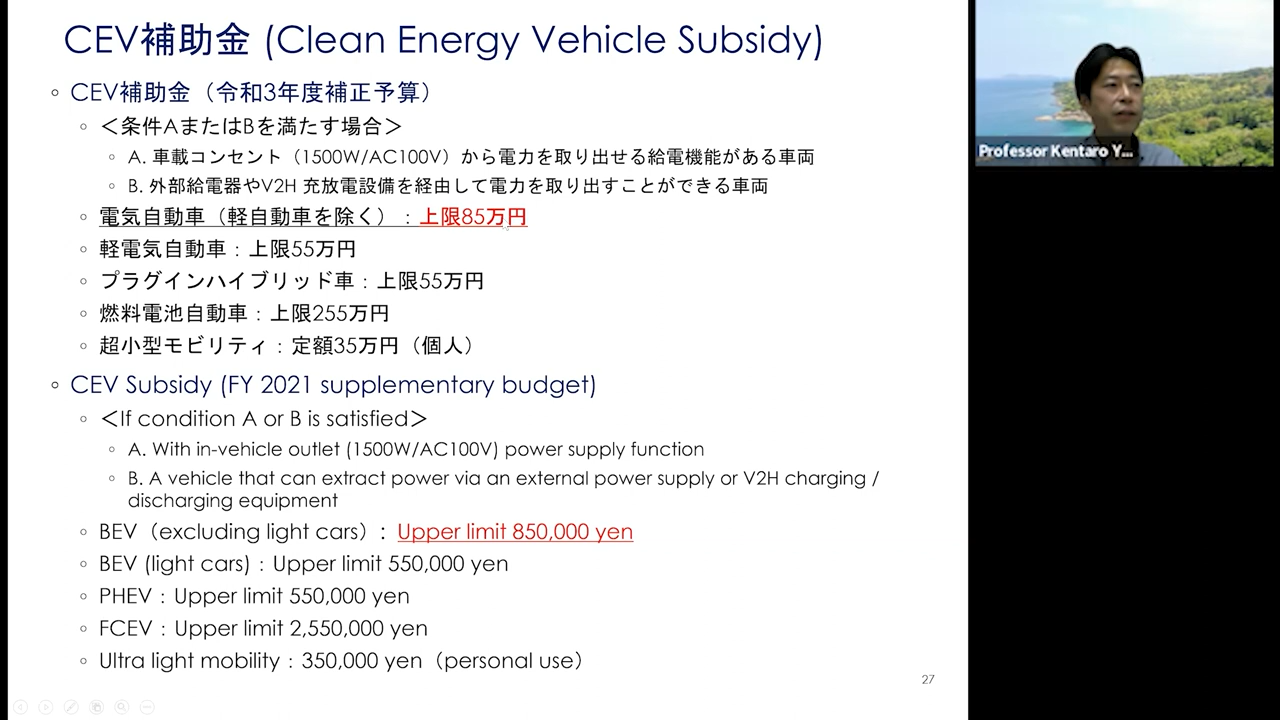 CEV補助金 (Clean Energy Vehicle Subsidy)
CEV補助金（令和3年度補正予算）
＜条件AまたはBを満たす場合＞
A. 車載コンセント（1500W/AC100V）から電力を取り出せる給電機能がある車両
B. 外部給電器やV2H 充放電設備を経由して電力を取り出すことができる車両
電気自動車（軽自動車を除く）：上限85万円
軽電気自動車：上限55万円
プラグインハイブリッド車：上限55万円
燃料電池自動車：上限255万円
超小型モビリティ：定額35万円（個人）
CEV Subsidy (FY 2021 supplementary budget)
＜If condition A or B is satisfied＞
A. With in-vehicle outlet (1500W/AC100V) power supply function
B. A vehicle that can extract power via an external power supply or V2H charging /
discharging equipment
BEV（excluding light cars）: Upper limit 850,000 yen
BEV (light cars)：Upper limit 550,000 yen
PHEV：Upper limit 550,000 yen
FCEV：Upper limit 2,550,000 yen
Ultra light mobility：350,000 yen（personal use）
27
Professor Kentaro Y...